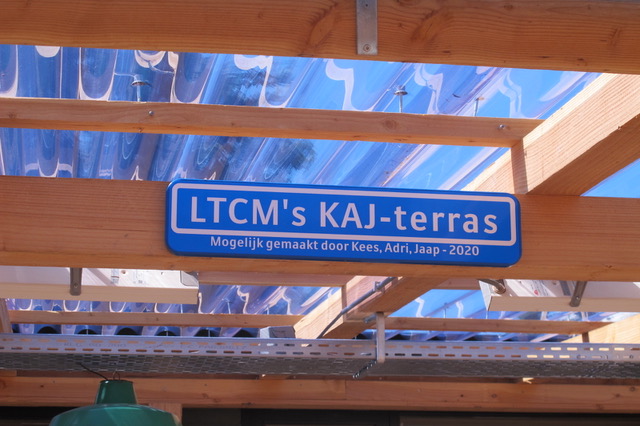 LTCM's KAJ-terras
Mogelijk gemaakt door Kees, Adri, Jaap - 2020